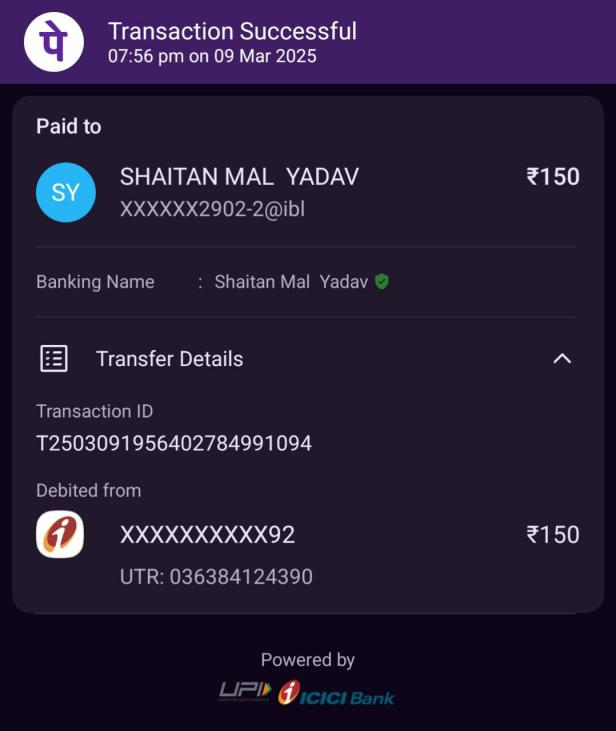 पे
Transaction Successful
07:56 pm on 09 Mar 2025
Paid to
SY
SHAITAN MAL YADAV
₹150
XXXXXX2902-2@ibl
Banking Name : Shaitan Mal Yadav
Transfer Details
Transaction ID
T2503091956402784991094
Debited from
XXXXXXXXXX92
₹150
UTR: 036384124390
Powered by
UPI ICICI Bank